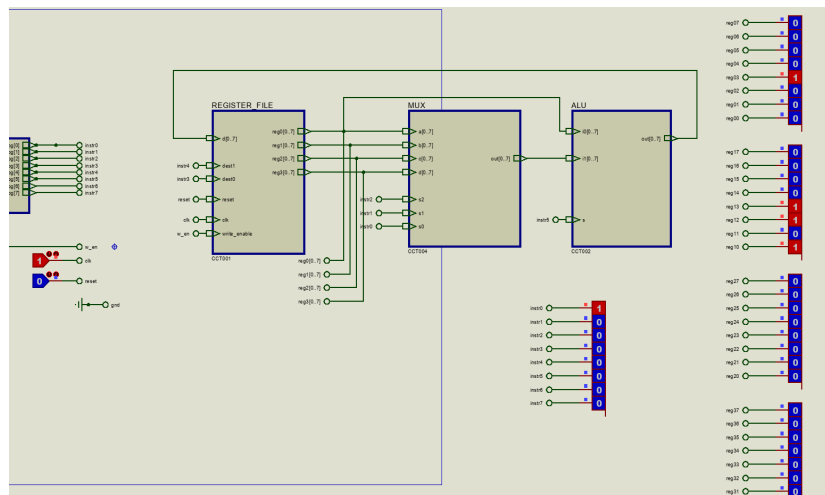 REGISTER_FILE
MUX
ALU
d[0..7]
reg0[0..7]
reg1[0..7]
reg2[0..7]
reg3[0..7]
instr4
dest1
instr3
dest0
reset
reset
clk
clk
w_en
write_enable
CCT001
a[0..7]
b[0..7]
c[0..7]
d[0..7]
out[0..7]
instr2
s2
instr1
s1
instr0
s0
CCT004
i0[0..7]
i1[0..7]
out[0..7]
instr5
s
CCT002
reg0[0..7]
reg1[0..7]
reg2[0..7]
reg3[0..7]
instr0
instr1
instr2
instr3
instr4
instr5
instr6
instr7
w_en
1
clk
0
reset
gnd
instr0 1
instr1 0
instr2 0
instr3 0
instr4 0
instr5 0
instr6 0
instr7 0
reg07 0
reg06 0
reg05 0
reg04 0
reg03 1
reg02 0
reg01 0
reg00 0
reg17 0
reg16 0
reg15 0
reg14 0
reg13 1
reg12 1
reg11 0
reg10 1
reg27 0
reg26 0
reg25 0
reg24 0
reg23 0
reg22 0
reg21 0
reg20 0
reg37 0
reg36 0
reg35 0
reg34 0
reg33 0
reg32 0
reg31 0